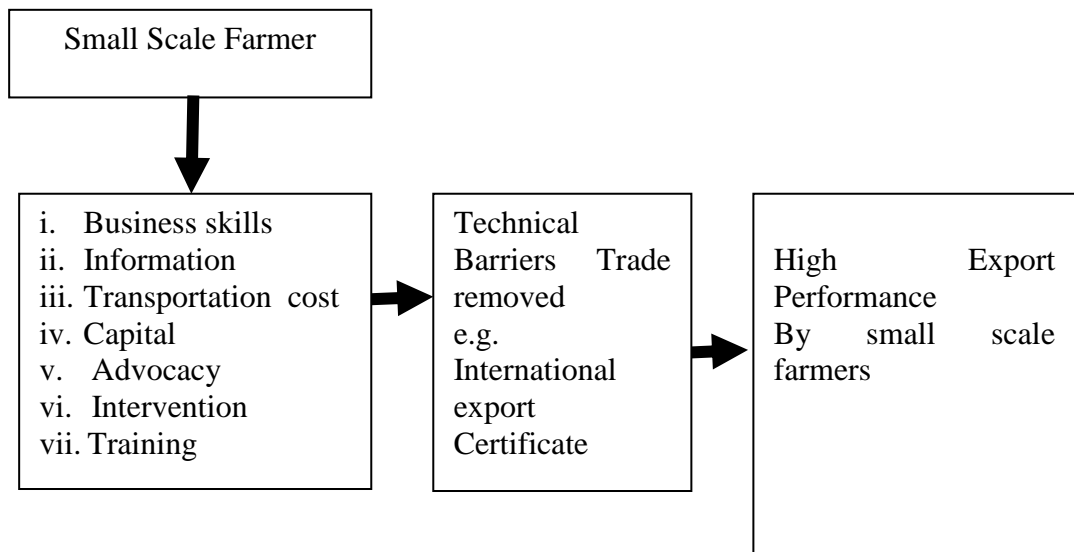 Small Scale Farmer
i. Business skills
ii. Information
iii. Transportation cost
iv. Capital
v. Advocacy
vi. Intervention
vii. Training
Technical
Barriers Trade
removed
e.g.
International
export
Certificate
High Export
Performance
By small scale
farmers